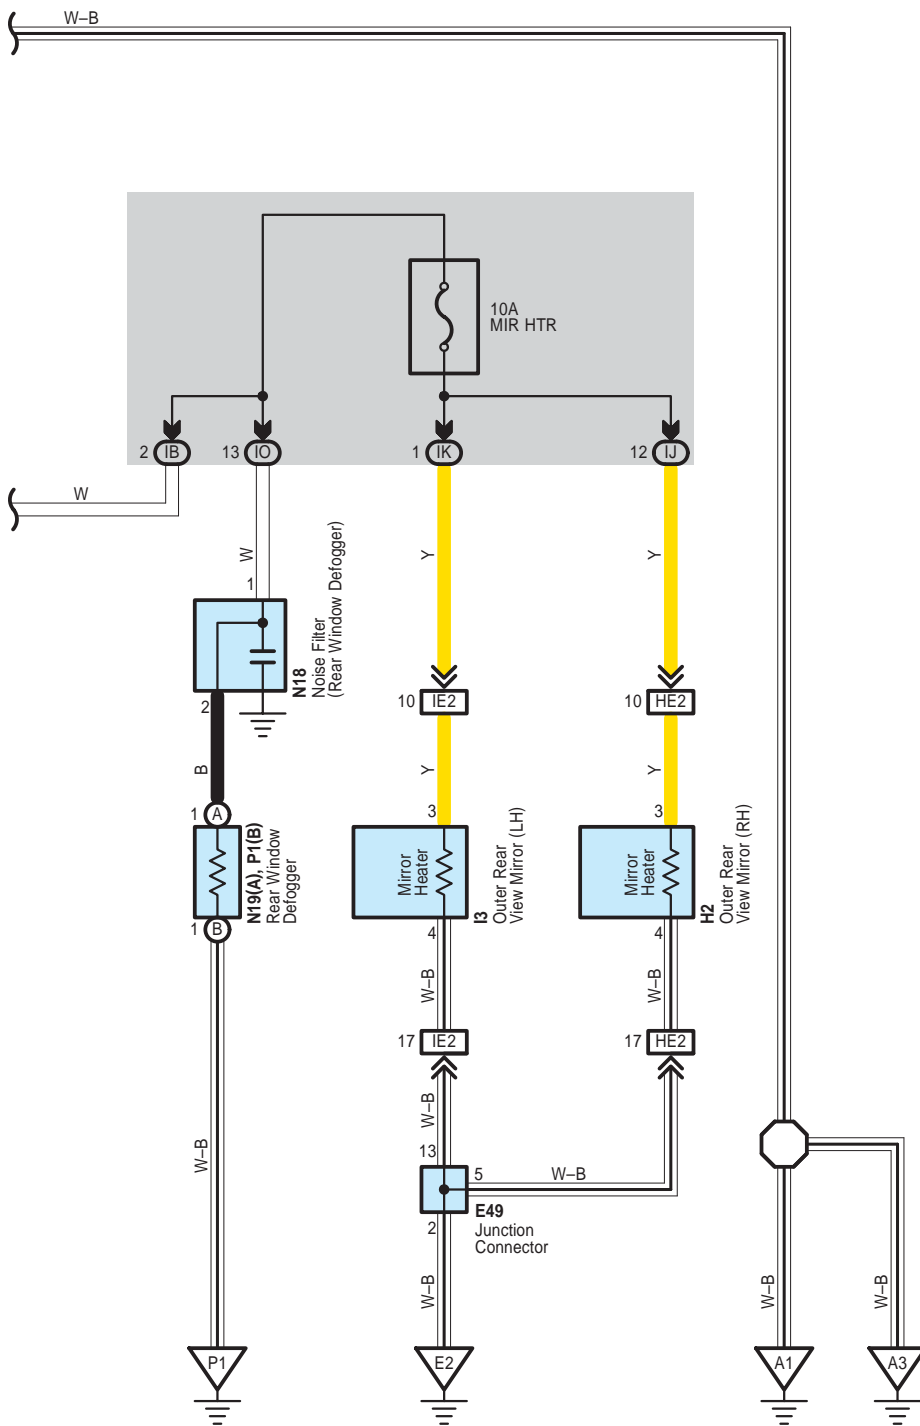 W–B
10A
MIR HTR
2 IB
13 IO
1 IK
12 IJ
W
W
Y
Y
1
N18
Noise Filter
(Rear Window Defogger)
2
10 IE2
10 HE2
B
Y
Y
1 A
N19(A), P1(B)
Rear Window
Defogger
1 B
3
Mirror
Heater
I3
Outer Rear
View Mirror (LH)
4
3
Mirror
Heater
H2
Outer Rear
View Mirror (RH)
4
W–B
W–B
17 IE2
17 HE2
W–B
W–B
13
5
W–B
E49
Junction
Connector
2
W–B
W–B
W–B
P1
E2
A1
A3